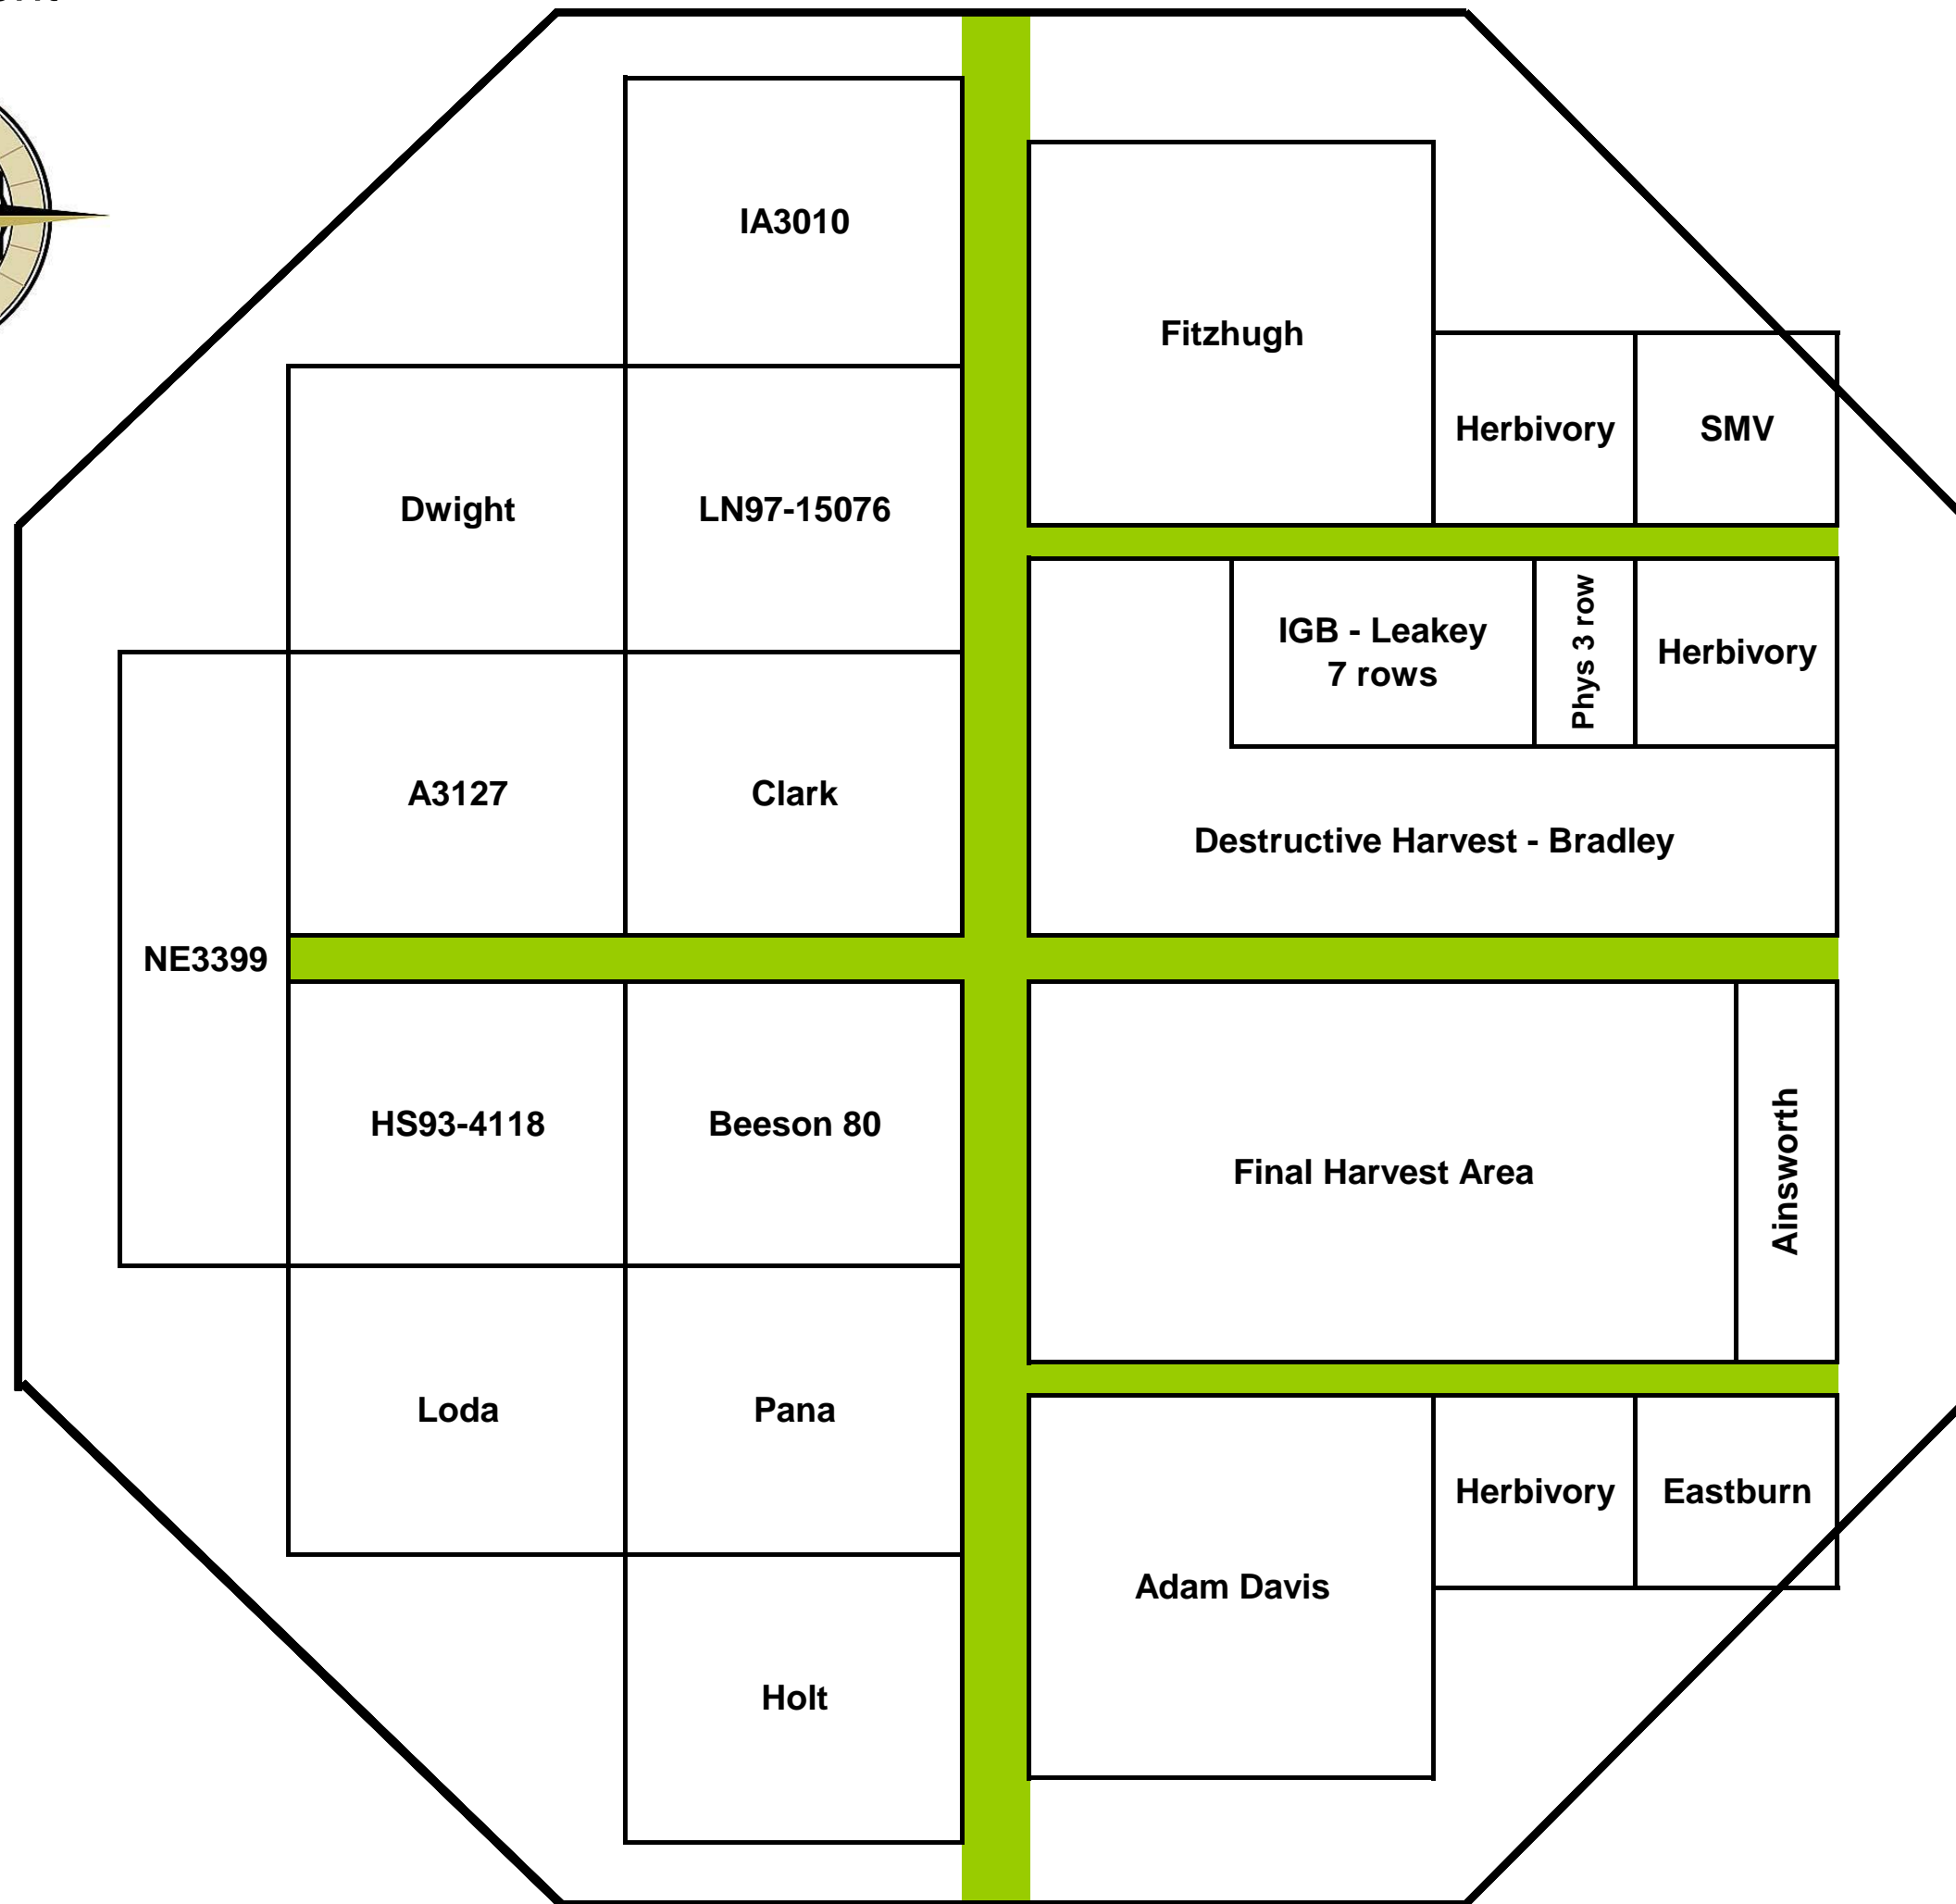 IA3010
Fitzhugh
Herbivory
SMV
Dwight
LN97-15076
IGB - Leakey
7 rows
Phys 3 row
Herbivory
A3127
Clark
Destructive Harvest - Bradley
NE3399
HS93-4118
Beeson 80
Final Harvest Area
Ainsworth
Loda
Pana
Herbivory
Eastburn
Adam Davis
Holt